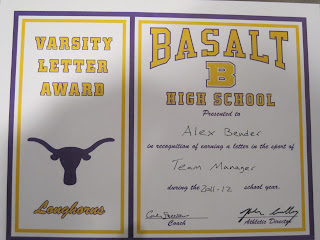 VARSITY
LETTER
AWARD
Longhorns
BASALT
B
HIGH SCHOOL
Presented to
Alex Bender
in recognition of earning a letter in the sport of
Team Manager
during the 2011-12 school year.
Coach
Athletic Director